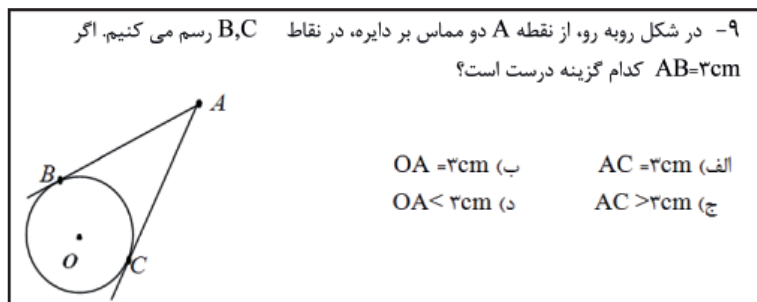 ۹- در شکل روبه رو، از نقطه A دو مماس بر دایره، در نقاط B,C رسم می کنیم. اگر
AB=۳cm کدام گزینه درست است؟
الف) AC =۳cm ب) OA =۳cm
ج) AC >۳cm د) OA< ۳cm
A
B
O
C